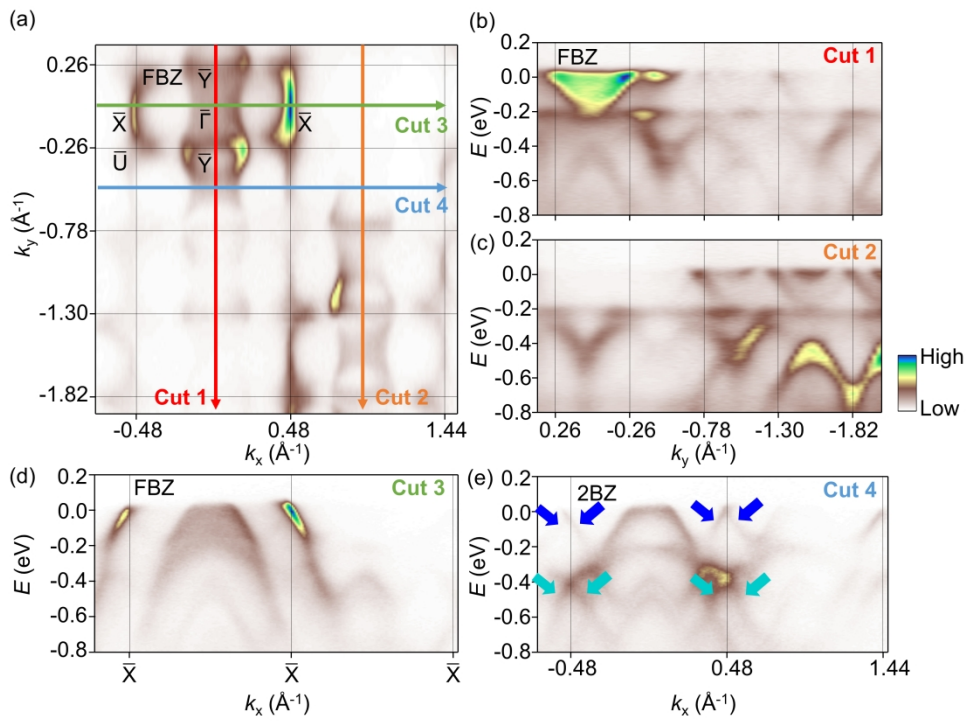 (a)
0.26
-0.26
-0.78
-1.30
-1.82
k_y (Å⁻¹)
FBZ
Y̅
X̅
Γ̅
X̅
Cut 3
U̅
Y̅
Cut 4
Cut 1
Cut 2
-0.48
0.48
1.44
k_x (Å⁻¹)
(b)
FBZ
Cut 1
0.2
0.0
-0.2
-0.4
-0.6
-0.8
E (eV)
(c)
Cut 2
0.2
0.0
-0.2
-0.4
-0.6
-0.8
E (eV)
0.26
-0.26
-0.78
-1.30
-1.82
k_y (Å⁻¹)
High
Low
(d)
FBZ
Cut 3
0.2
0.0
-0.2
-0.4
-0.6
-0.8
E (eV)
X̅
X̅
X̅
k_x (Å⁻¹)
(e)
2BZ
Cut 4
0.2
0.0
-0.2
-0.4
-0.6
-0.8
E (eV)
-0.48
0.48
1.44
k_x (Å⁻¹)